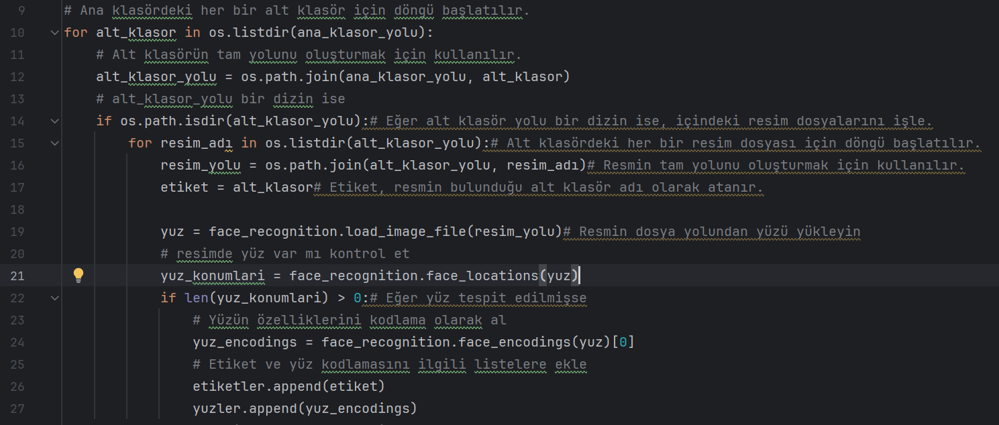 9 # Ana klasördeki her bir alt klasör için döngü başlatılır.
10 for alt_klasor in os.listdir(ana_klasor_yolu):
11 # Alt klasörün tam yolunu oluşturmak için kullanılır.
12 alt_klasor_yolu = os.path.join(ana_klasor_yolu, alt_klasor)
13 # alt_klasor_yolu bir dizin ise
14 if os.path.isdir(alt_klasor_yolu):# Eğer alt klasör yolu bir dizin ise, içindeki resim dosyalarını işle.
15 for resim_adı in os.listdir(alt_klasor_yolu):# Alt klasördeki her bir resim dosyası için döngü başlatılır.
16 resim_yolu = os.path.join(alt_klasor_yolu, resim_adı)# Resmin tam yolunu oluşturmak için kullanılır.
17 etiket = alt_klasor# Etiket, resmin bulunduğu alt klasör adı olarak atanır.
18
19 yuz = face_recognition.load_image_file(resim_yolu)# Resmin dosya yolundan yüzü yükleyin
20 # resimde yüz var mı kontrol et
21 yuz_konumlari = face_recognition.face_locations(yuz)
22 if len(yuz_konumlari) > 0:# Eğer yüz tespit edilmişse
23 # Yüzün özelliklerini kodlama olarak al
24 yuz_encodings = face_recognition.face_encodings(yuz)[0]
25 # Etiket ve yüz kodlamasını ilgili listelere ekle
26 etiketler.append(etiket)
27 yuzler.append(yuz_encodings)